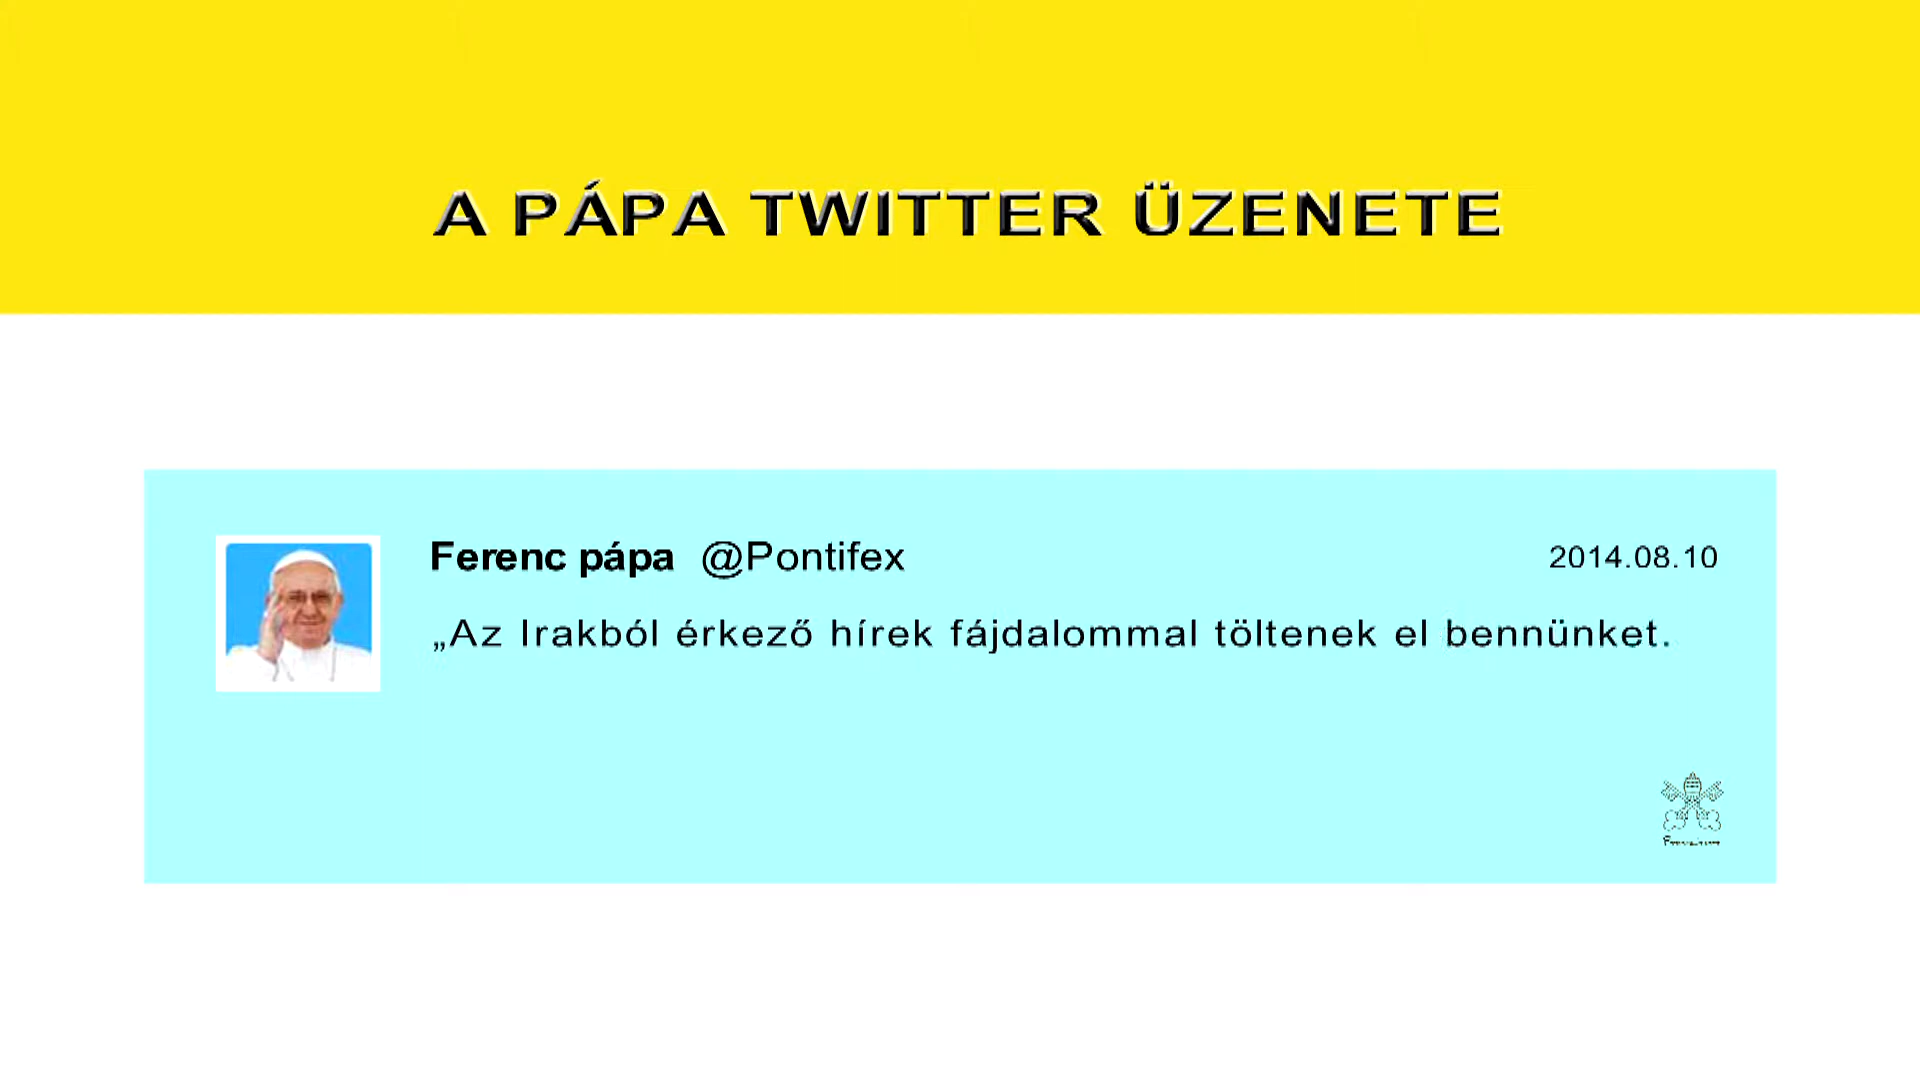 A PÁPA TWITTER ÜZENETE
Ferenc pápa @Pontifex 2014.08.10
„Az Irakból érkező hírek fájdalommal töltenek el bennünket.